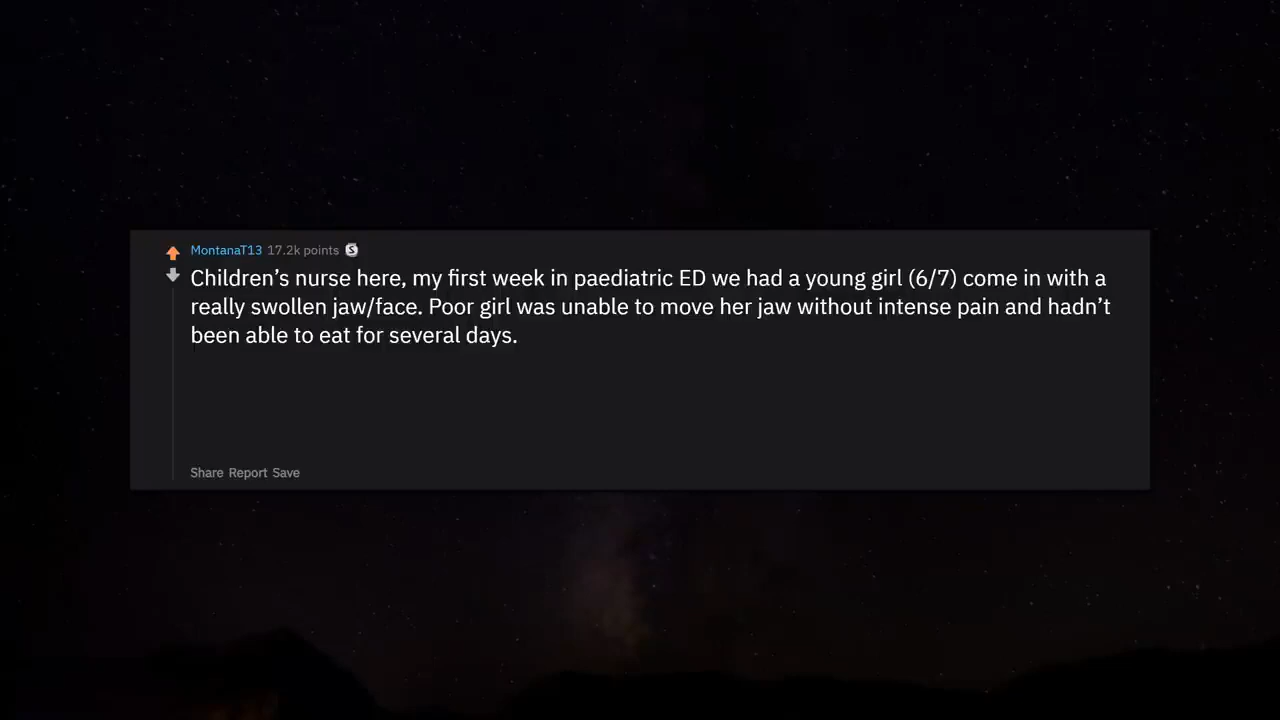 MontanaT13 17.2k points S
Children’s nurse here, my first week in paediatric ED we had a young girl (6/7) come in with a
really swollen jaw/face. Poor girl was unable to move her jaw without intense pain and hadn’t
been able to eat for several days.
Share Report Save